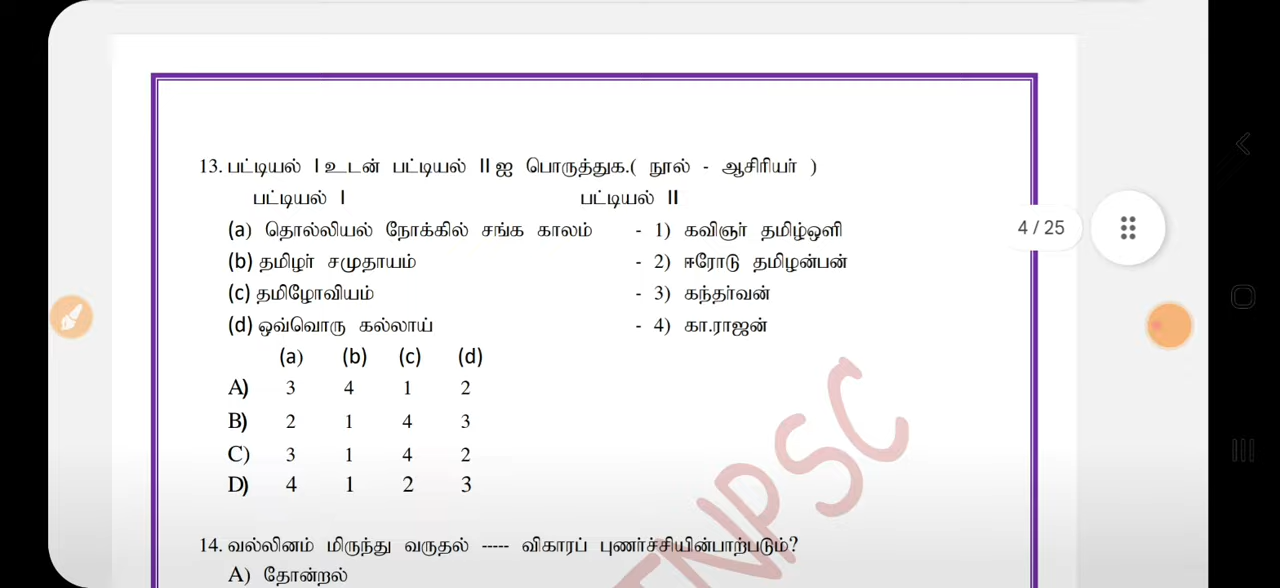 13. பட்டியல் I உடன் பட்டியல் II ஐ பொருத்துக.( நூல் - ஆசிரியர் )
பட்டியல் I பட்டியல் II
(a) தொல்லியல் நோக்கில் சங்க காலம் - 1) கவிஞர் தமிழ்ஒளி
(b) தமிழர் சமுதாயம் - 2) ஈரோடு தமிழன்பன்
(c) தமிழோவியம் - 3) கந்தர்வன்
(d) ஒவ்வொரு கல்லாய் - 4) கா.ராஜன்
(a) (b) (c) (d)
A) 3 4 1 2
B) 2 1 4 3
C) 3 1 4 2
D) 4 1 2 3
14. வல்லினம் மிருந்து வருதல் ----- விகாரப் புணர்ச்சியின்பாற்படும்?
A) தோன்றல்
4 / 25
TNPSC